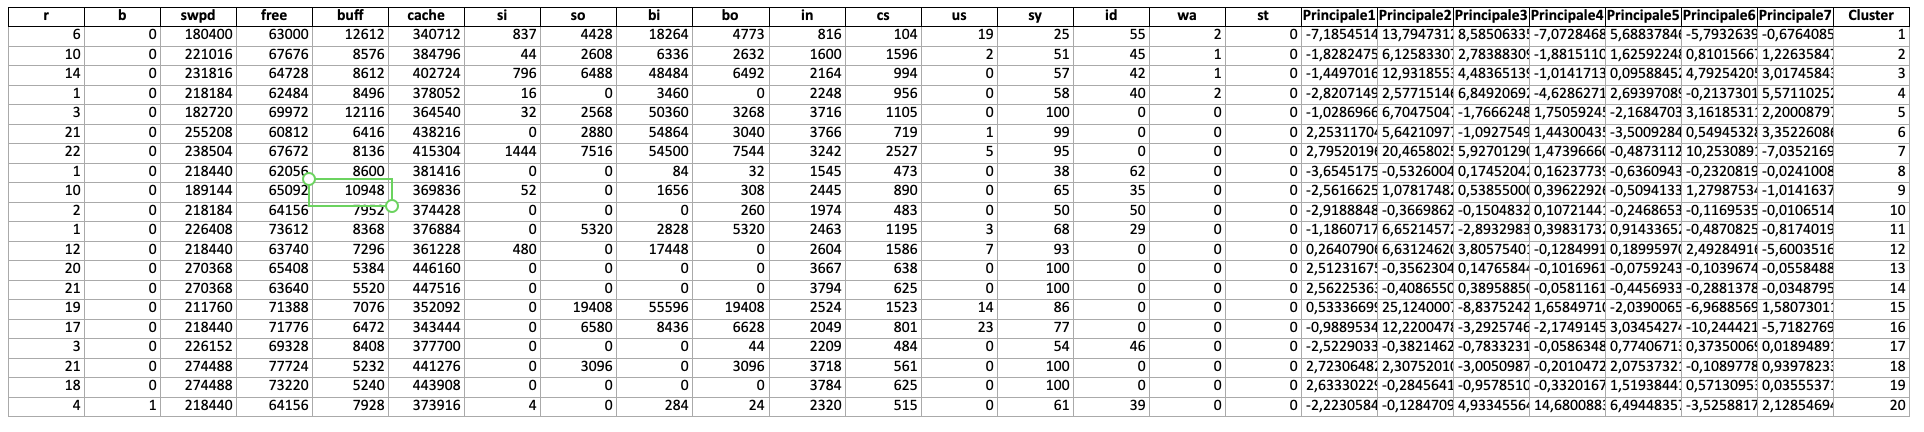 r b swpd free buff cache si so bi bo in cs us sy id wa st Principale1 Principale2 Principale3 Principale4 Principale5 Principale6 Principale7 Cluster
6 0 180400 63000 12612 340712 837 4428 18264 4773 816 104 19 25 55 2 0 -7,1854514 13,7947312 8,5850633 -7,0728468 5,6883784 -5,7932639 -0,6764085 1
10 0 221016 67676 8576 384796 44 2608 6336 2632 1600 1596 2 51 45 1 0 -1,8282475 6,1258330 2,7838830 -1,8815110 1,6259224 0,8101566 1,2263584 2
14 0 231816 64728 8612 402724 796 6488 48484 6492 2164 994 0 57 42 1 0 -1,4497016 12,931855 4,4836513 -1,0141713 0,0958845 4,7925420 3,0174584 3
1 0 218184 62484 8496 378052 16 0 3460 0 2248 956 0 58 40 2 0 -2,8207149 2,5771514 6,8492069 -4,6286271 2,6939708 -0,2137301 5,5711025 4
3 0 182720 69972 12116 364540 32 2568 50360 3268 3716 1105 0 100 0 0 0 -1,0286966 6,7047504 -1,7666248 1,7505924 -2,1684703 3,1618531 2,2000879 5
21 0 255208 60812 6416 438216 0 2880 54864 3040 3766 719 1 99 0 0 0 2,2531170 5,6421097 -1,0927549 1,4430043 -3,5009284 0,5494532 3,3522608 6
22 0 238504 67672 8136 415304 1444 7516 54500 7544 3242 2527 5 95 0 0 0 2,7952019 20,465802 5,9270129 1,4739666 -0,4873112 10,253089 -7,0352169 7
1 0 218440 62056 8600 381416 0 0 84 32 1545 473 0 38 62 0 0 -3,6545175 -0,5326004 0,1745204 0,1623773 -0,6360943 -0,2320819 -0,0241008 8
10 0 189144 65092 10948 369836 52 0 1656 308 2445 890 0 65 35 0 0 -2,5616625 1,0781748 0,5385500 0,3962292 -0,5094133 1,2798753 -1,0141637 9
2 0 218184 64156 7952 374428 0 0 0 260 1974 483 0 50 50 0 0 -2,9188848 -0,3669862 -0,1504832 0,1072144 -0,2468653 -0,1169535 -0,0106514 10
1 0 226408 73612 8368 376884 0 5320 2828 5320 2463 1195 3 68 29 0 0 -1,1860717 6,6521457 -2,8932983 0,3983173 0,9143365 -0,4870825 -0,8174019 11
12 0 218440 63740 7296 361228 480 0 17448 0 2604 1586 7 93 0 0 0 0,2640790 6,6312462 3,8057540 -0,1284991 0,1899597 2,4928491 -5,6003516 12
20 0 270368 65408 5384 446160 0 0 0 0 3667 638 0 100 0 0 0 2,5123167 -0,3562304 0,1476584 -0,1016961 -0,0759243 -0,1039674 -0,0558488 13
21 0 270368 63640 5520 447516 0 0 0 0 3794 625 0 100 0 0 0 2,5622536 -0,4086550 0,3895885 -0,0581161 -0,4456933 -0,2881378 -0,0348795 14
19 0 211760 71388 7076 352092 0 19408 55596 19408 2524 1523 14 86 0 0 0 0,5333669 25,124000 -8,8375242 1,6584971 -2,0390065 -6,9688569 1,5807301 15
17 0 218440 71776 6472 343444 0 6580 8436 6628 2049 801 23 77 0 0 0 -0,9889534 12,220047 -3,2925746 -2,1749145 3,0345427 -10,244421 -5,7182769 16
3 0 226152 69328 8408 377700 0 0 0 44 2209 484 0 54 46 0 0 -2,5229033 -0,3821462 -0,7833231 -0,0586348 0,7740671 0,3735006 0,0189489 17
21 0 274488 77724 5232 441276 0 3096 0 3096 3718 561 0 100 0 0 0 2,7230648 2,3075201 -3,0050987 -0,2010472 2,0753732 -0,1089778 0,9397823 18
18 0 274488 73220 5240 443908 0 0 0 0 3784 625 0 100 0 0 0 2,6333022 -0,2845641 -0,9578510 -0,3320167 1,5193844 0,5713095 0,0355537 19
4 1 218440 64156 7928 373916 4 0 284 24 2320 515 0 61 39 0 0 -2,2230584 -0,1284709 4,9334556 14,680088 6,4944835 -3,5258817 2,1285469 20